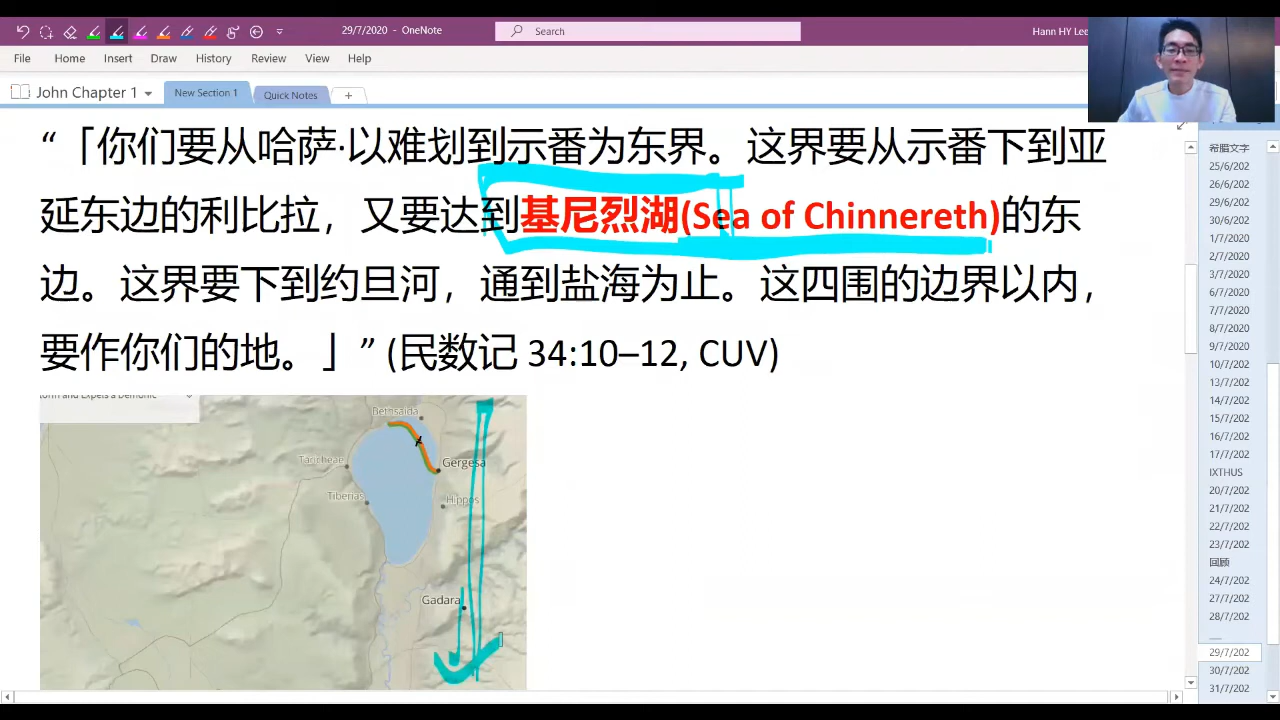 29/7/2020 - OneNote
Search
Hann HY Lee
File Home Insert Draw History Review View Help
John Chapter 1
New Section 1
Quick Notes
+
“「你们要从哈萨·以难划到示番为东界。这界要从示番下到亚
延东边的利比拉，又要达到基尼烈湖(Sea of Chinnereth)的东
边。这界要下到约旦河，通到盐海为止。这四围的边界以内，
要作你们的地。」” (民数记 34:10–12, CUV)
Bethsaida
Taricheae
Gergesa
Tiberias
Hippos
Gadara
希腊文字
25/6/202
26/6/202
29/6/202
30/6/202
1/7/2020
2/7/2020
3/7/2020
6/7/2020
7/7/2020
8/7/2020
9/7/2020
10/7/202
13/7/202
14/7/202
15/7/202
16/7/202
17/7/202
IXTHUS
20/7/202
21/7/202
22/7/202
23/7/202
回顾
24/7/202
27/7/202
28/7/202
29/7/202
30/7/202
31/7/202